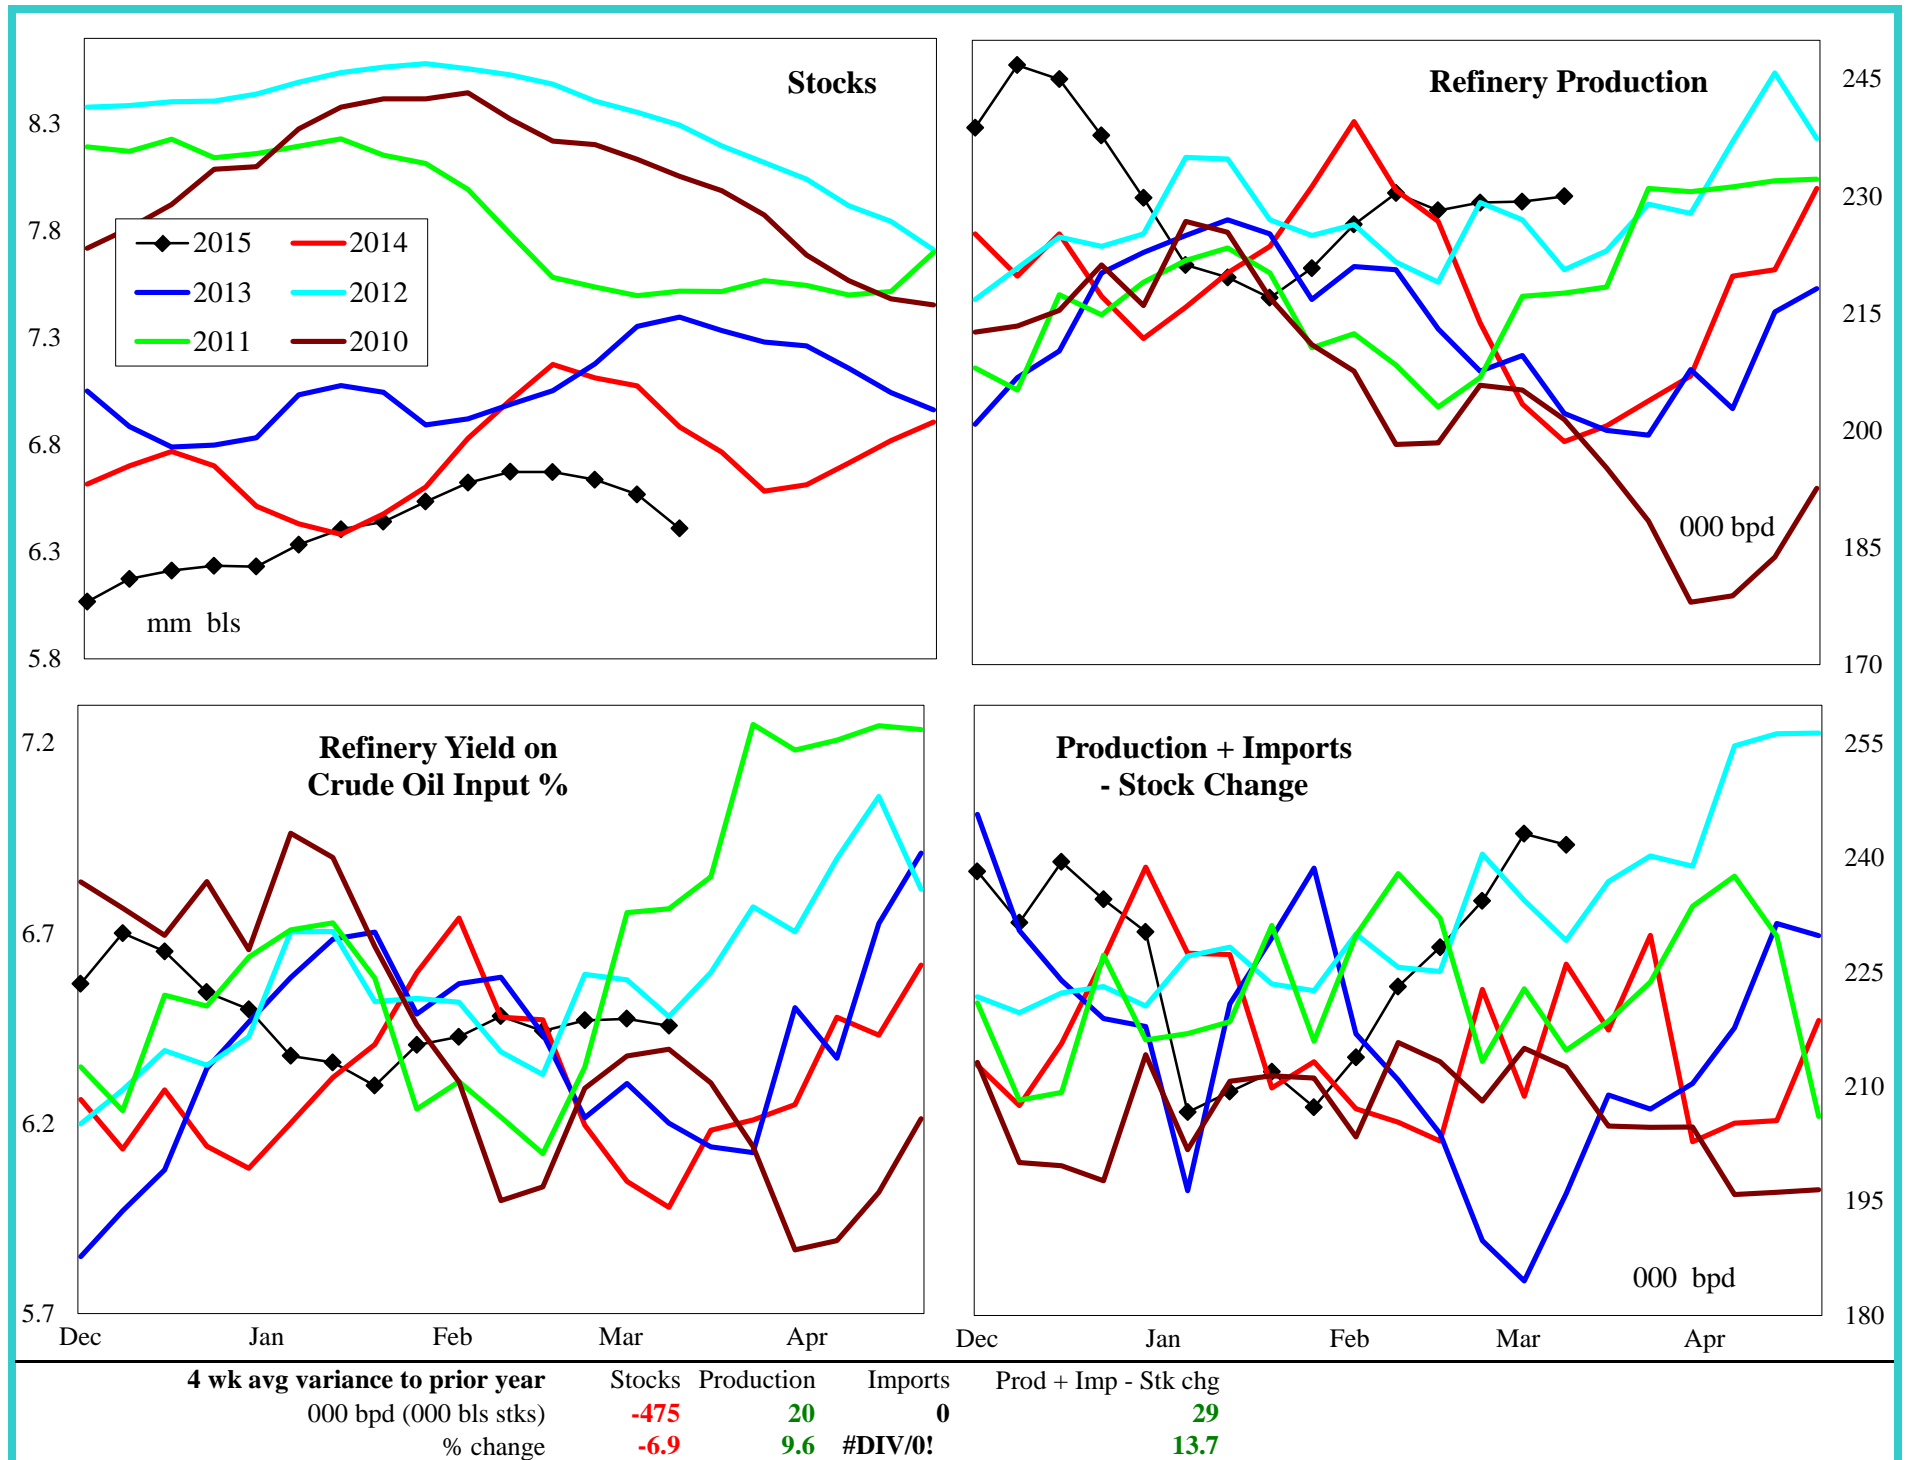 Stocks
8.3
7.8
7.3
6.8
6.3
5.8
2015 2014
2013 2012
2011 2010
mm bls
Refinery Production
245
230
215
200
185
170
000 bpd
Refinery Yield on
Crude Oil Input %
7.2
6.7
6.2
5.7
Dec Jan Feb Mar Apr
Production + Imports
- Stock Change
255
240
225
210
195
180
000 bpd
Dec Jan Feb Mar Apr
4 wk avg variance to prior year Stocks Production Imports Prod + Imp - Stk chg
000 bpd (000 bls stks) -475 20 0 29
% change -6.9 9.6 #DIV/0! 13.7